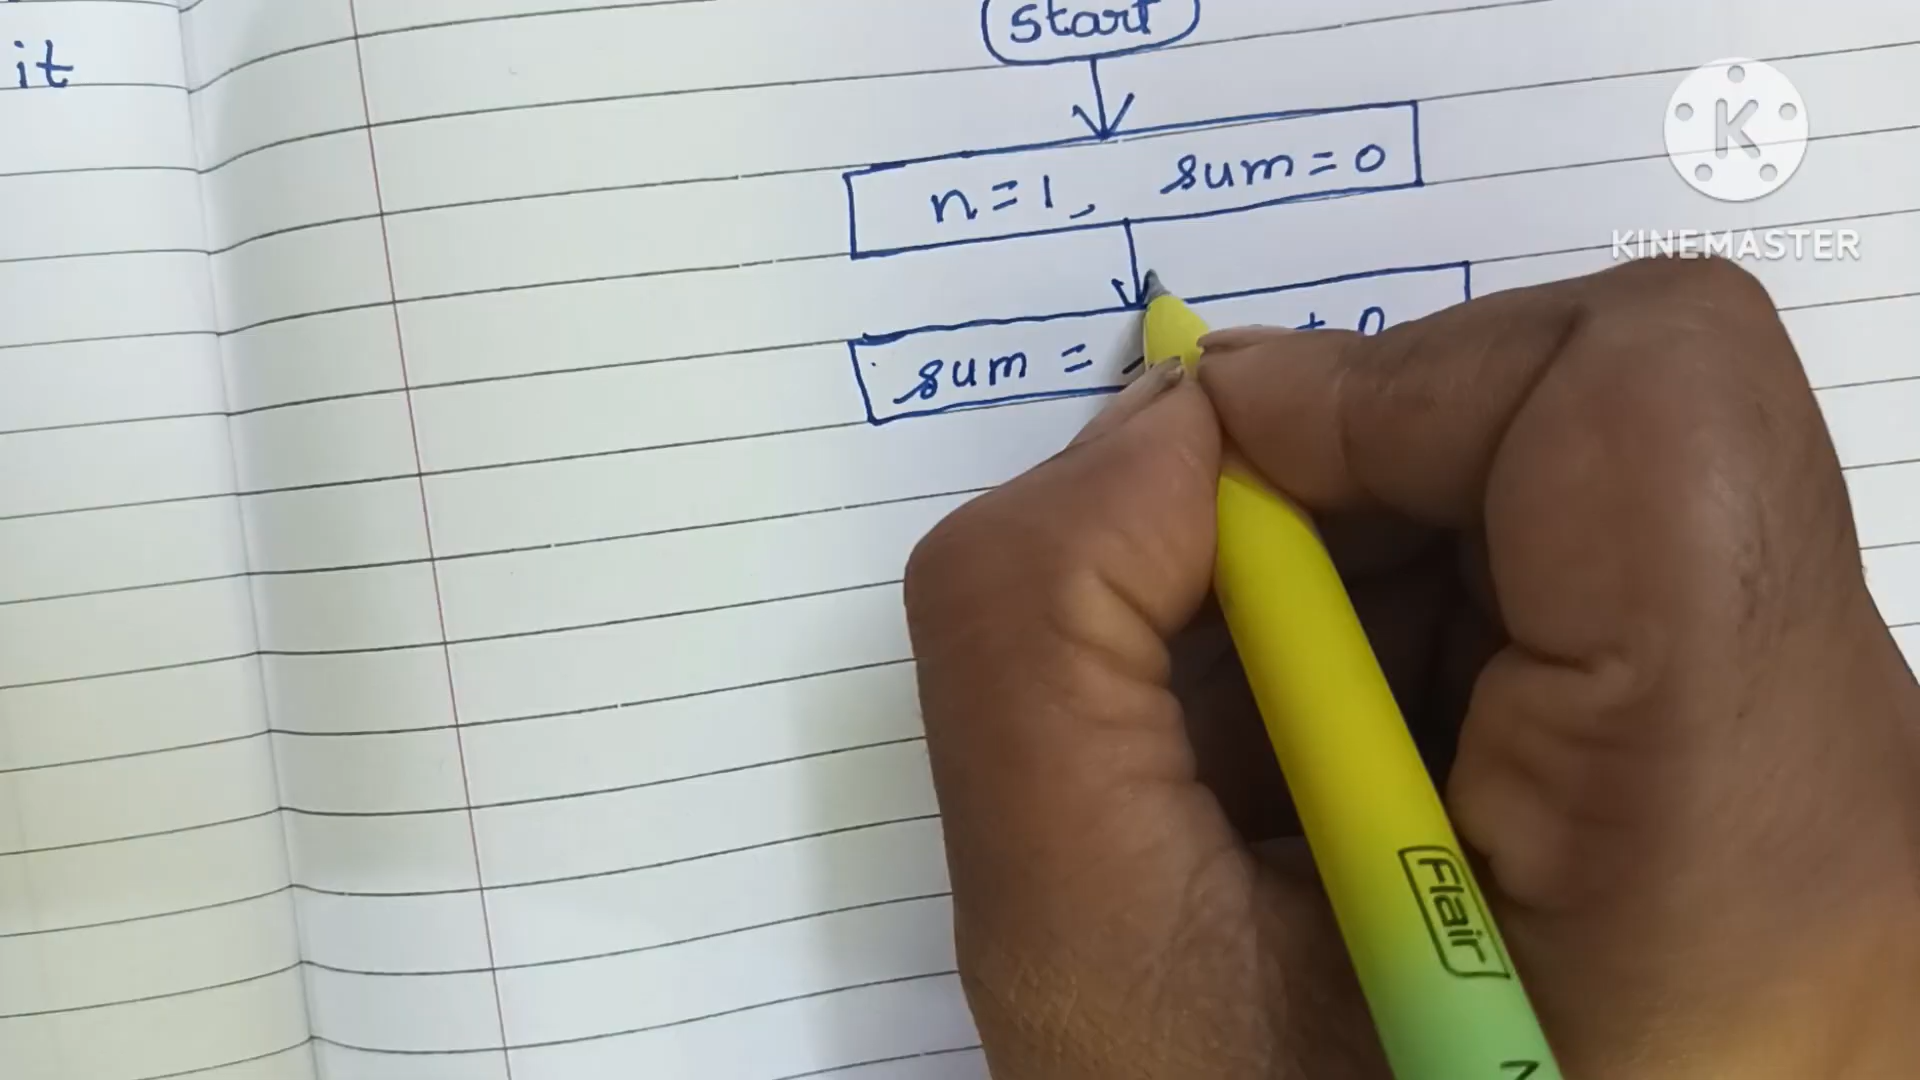 start
it
n=1, sum=0
KINEMASTER
sum = + n
Flair